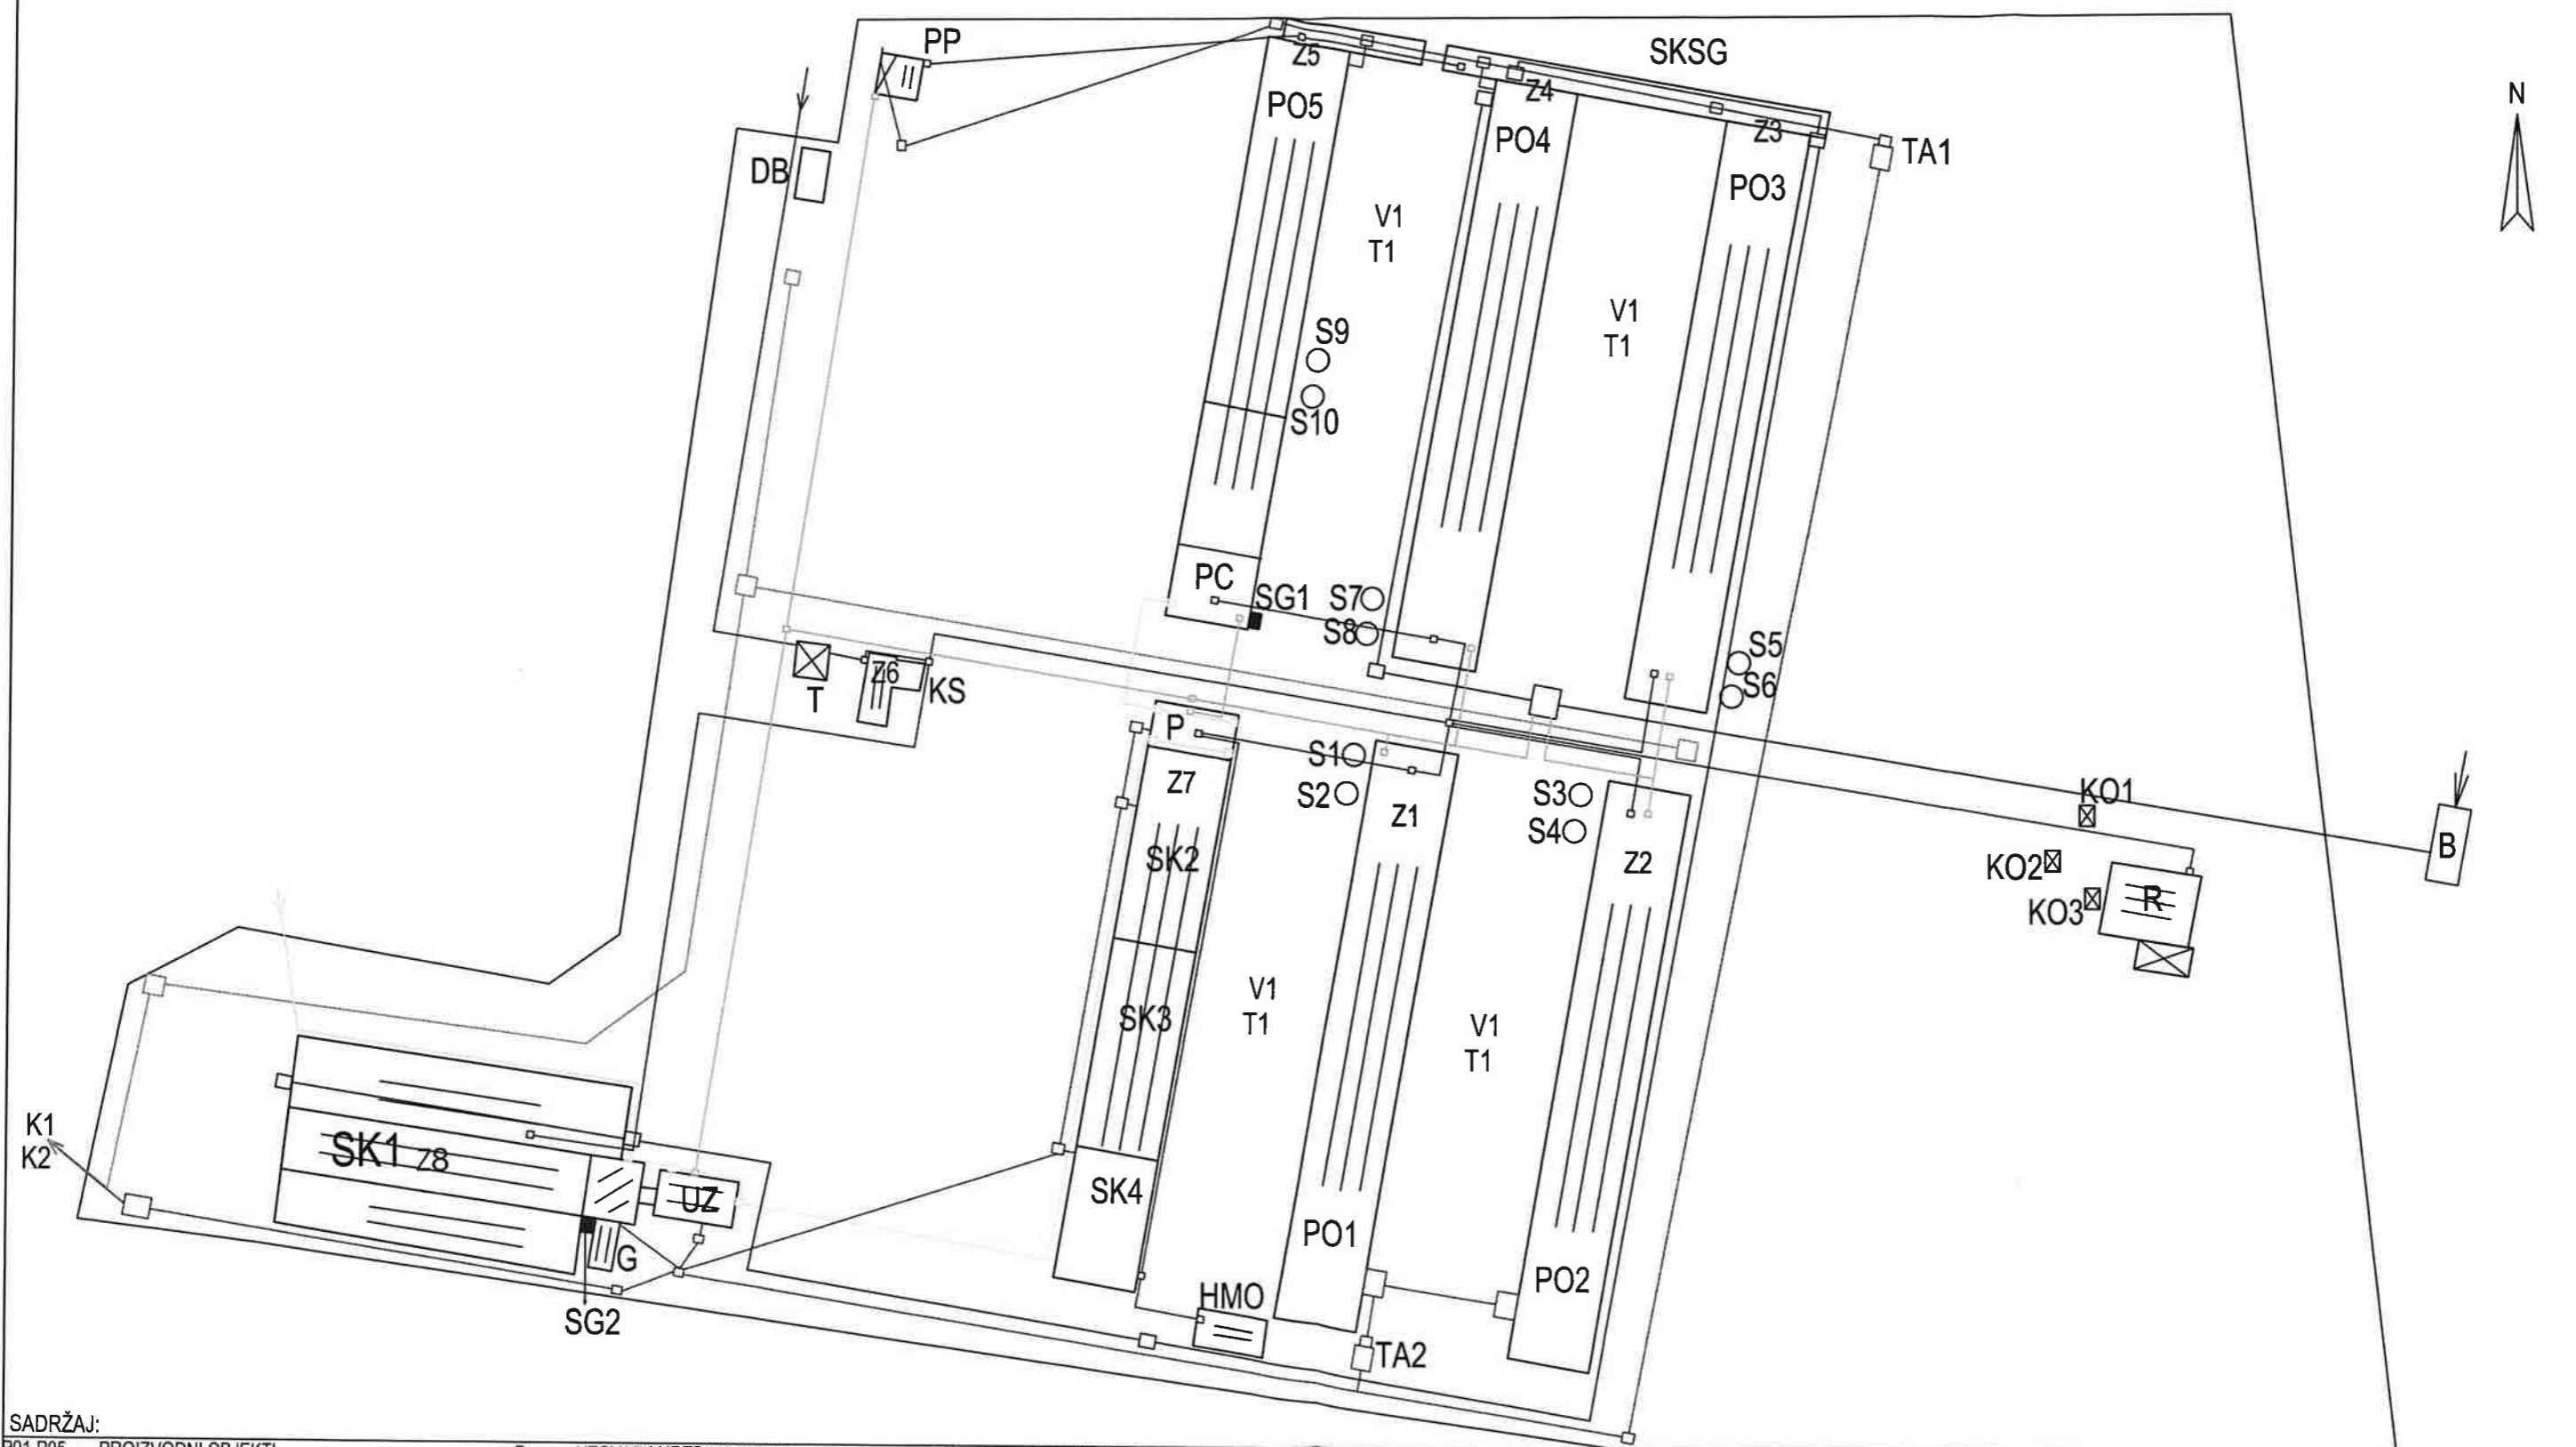 PP
Z5
SKSG
N
Z4
PO5
Z3
PO4
TA1
DB
PO3
V1
T1
V1
T1
S9
S10
PC
SG1
S7
S8
S5
Z6
KS
T
S6
P
S1
Z7
S2
S3
KO1
Z1
S4
B
SK2
Z2
KO2
R
KO3
V1
T1
SK3
V1
T1
K1
K2
SK1
Z8
UZ
SK4
PO1
G
PO2
HMO
SG2
TA2
SADRŽAJ: